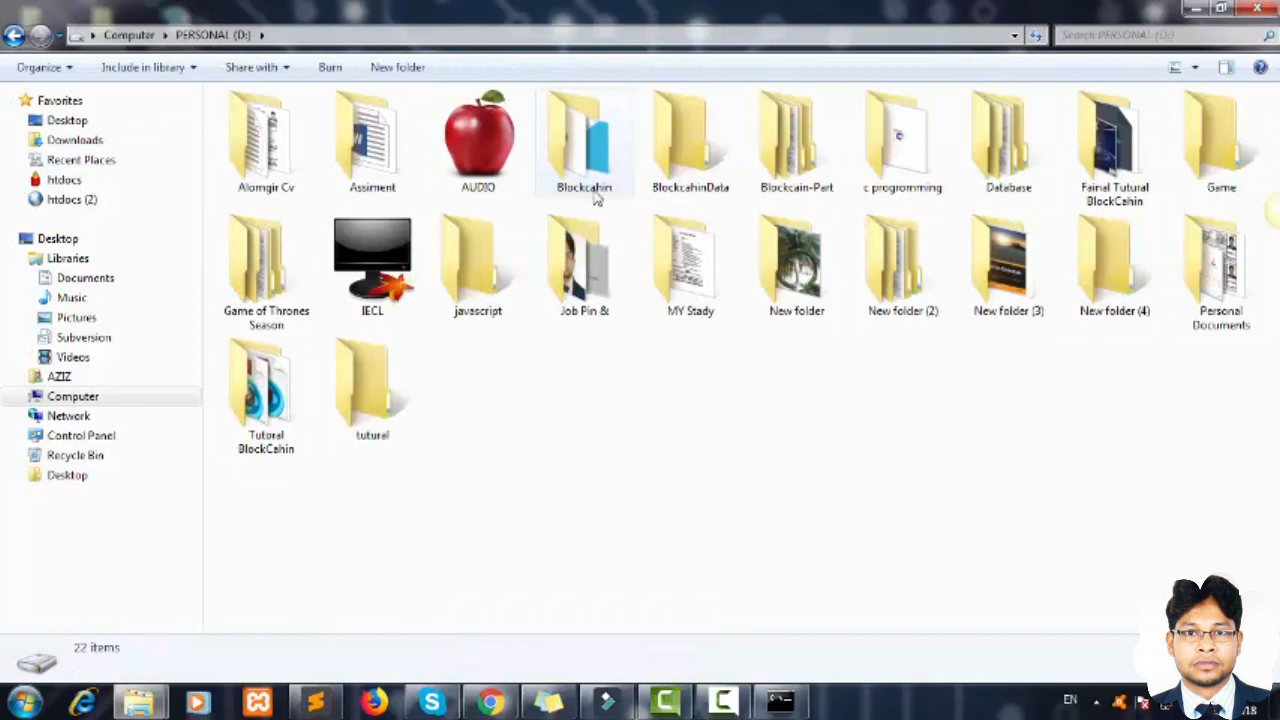 Computer
PERSONAL (D:)
Search PERSONAL (D:)
Organize
Include in library
Share with
Burn
New folder
Favorites
Desktop
Downloads
Recent Places
htdocs
htdocs (2)
Desktop
Libraries
Documents
Music
Pictures
Subversion
Videos
AZIZ
Computer
Network
Control Panel
Recycle Bin
Desktop
Alomgir Cv
Assiment
AUDIO
Blockcahin
BlockcahinData
Blockcain-Part
c programming
Database
Fainal Tutural
BlockCahin
Game
Game of Thrones
Season
IECL
javascript
Job Pin &
MY Stady
New folder
New folder (2)
New folder (3)
New folder (4)
Personal
Documents
Tutoral
BlockCahin
tutural
22 items
EN